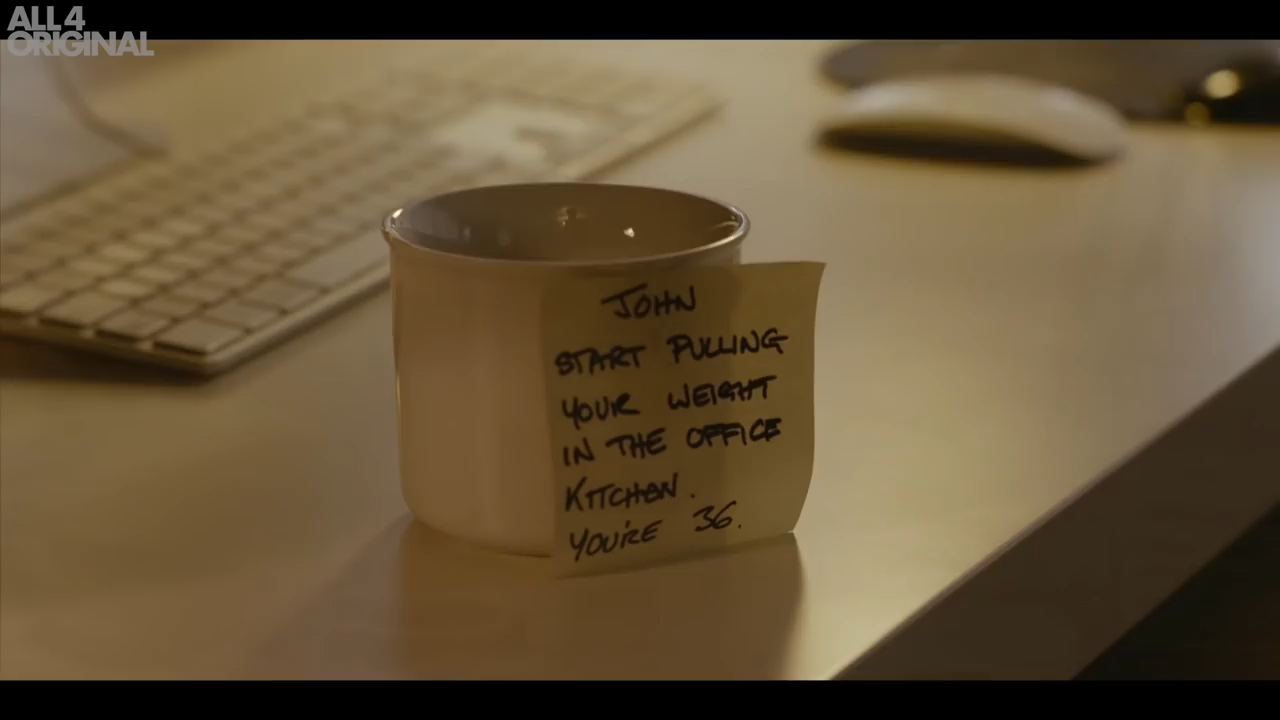 ALL 4
ORIGINAL
JOHN
START PULLING
YOUR WEIGHT
IN THE OFFICE
KITCHEN.
YOU'RE 36.